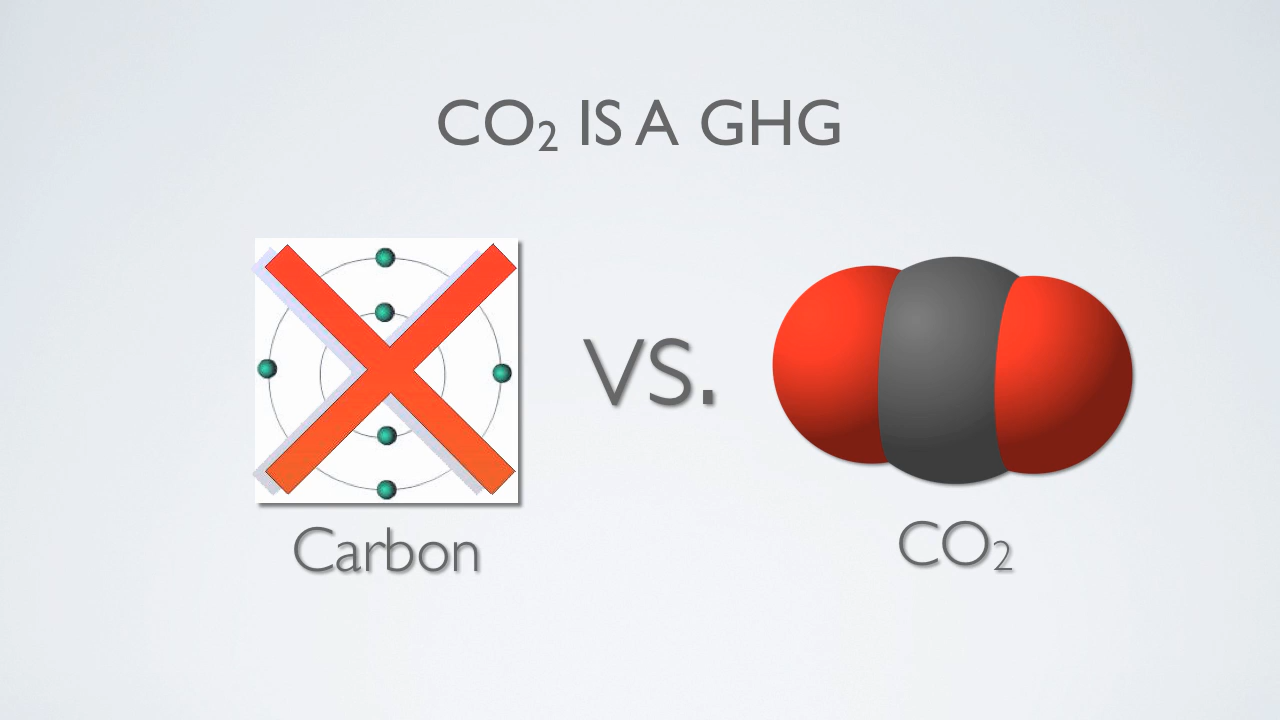 CO₂ IS A GHG
VS.
Carbon
CO₂